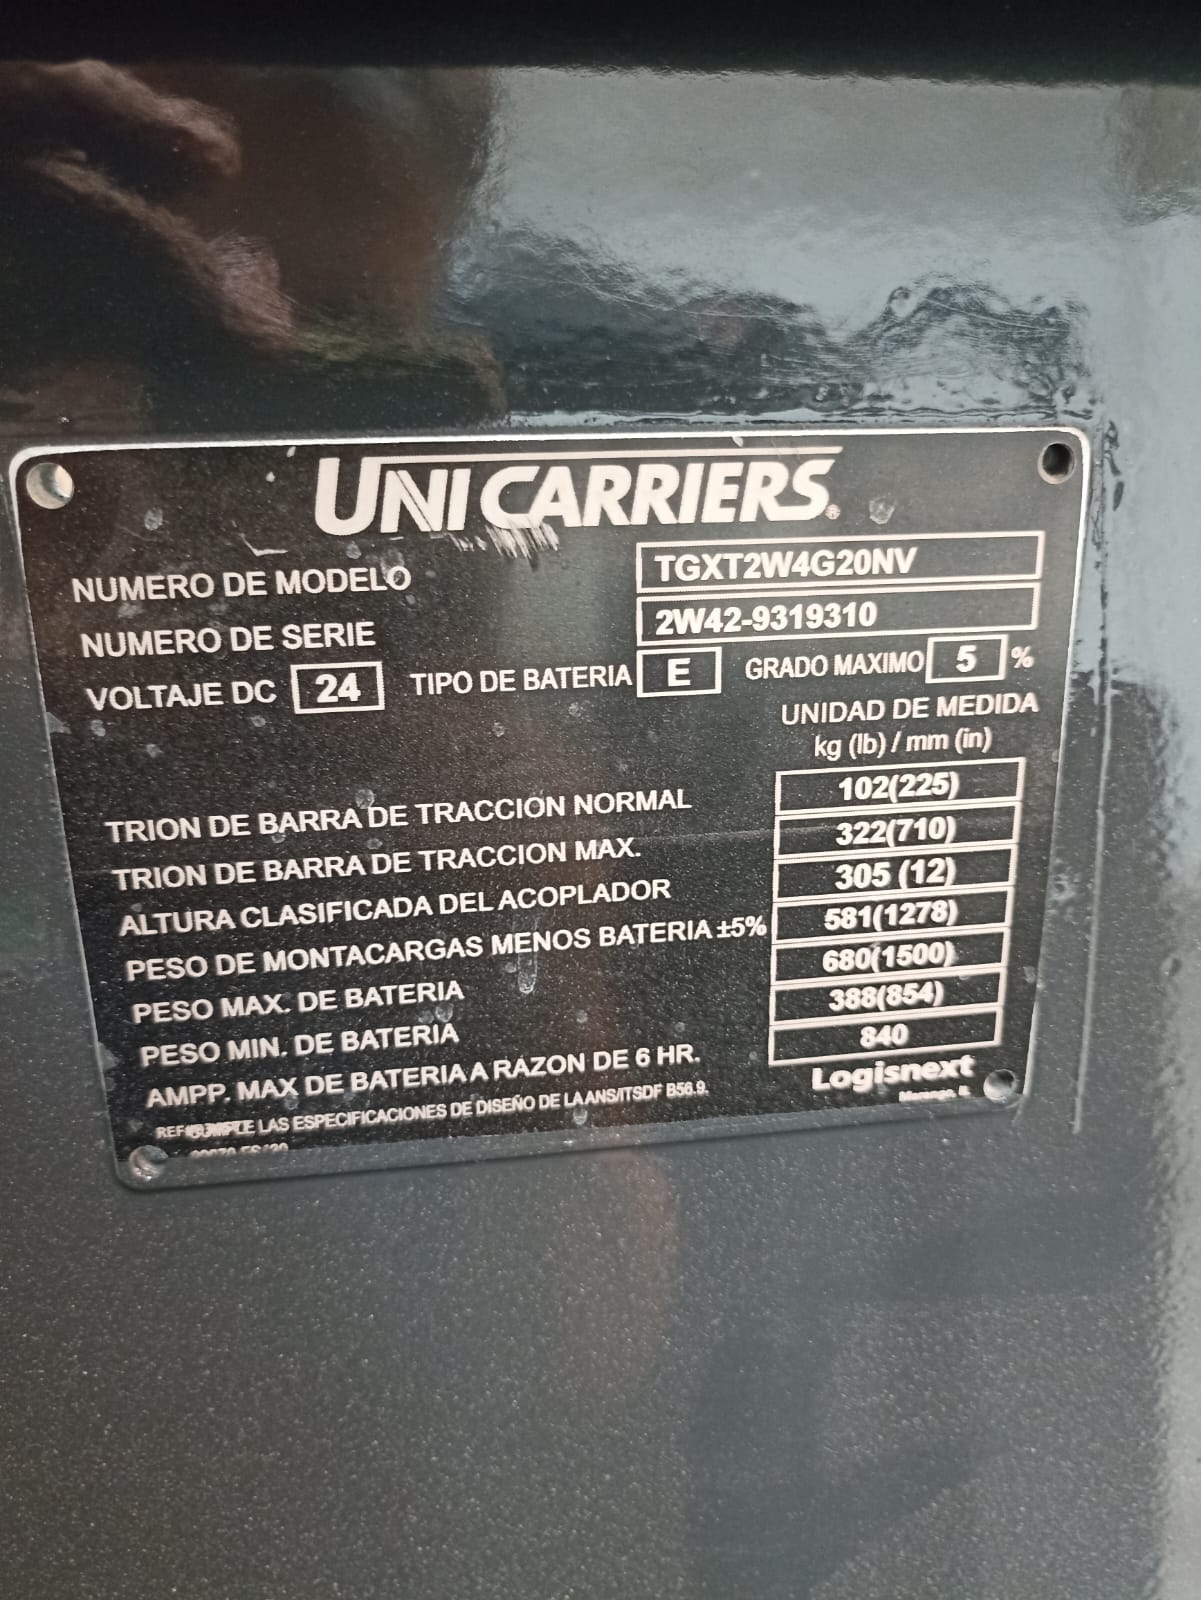 UNICARRIERS®
NUMERO DE MODELO TGXT2W4G20NV
NUMERO DE SERIE 2W42-9319310
VOLTAJE DC 24 TIPO DE BATERIA E GRADO MAXIMO 5 %
UNIDAD DE MEDIDA
kg (lb) / mm (in)
TRION DE BARRA DE TRACCION NORMAL 102(225)
TRION DE BARRA DE TRACCION MAX. 322(710)
ALTURA CLASIFICADA DEL ACOPLADOR 305 (12)
PESO DE MONTACARGAS MENOS BATERIA ±5% 581(1278)
PESO MAX. DE BATERIA 680(1500)
PESO MIN. DE BATERIA 388(854)
AMPP. MAX DE BATERIA A RAZON DE 6 HR. 840
LAS ESPECIFICACIONES DE DISEÑO DE LA ANS/ITSDF B56.9.
Logisnext